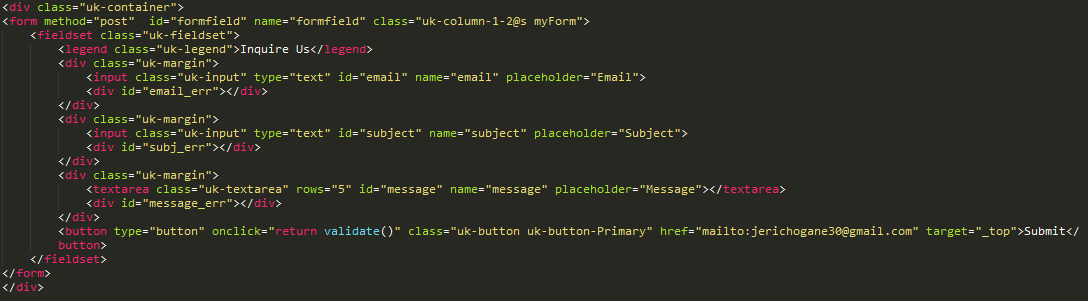 <div class="uk-container">
<form method="post"  id="formfield" name="formfield" class="uk-column-1-2@s myForm">
    <fieldset class="uk-fieldset">
        <legend class="uk-legend">Inquire Us</legend>
        <div class="uk-margin">
            <input class="uk-input" type="text" id="email" name="email" placeholder="Email">
            <div id="email_err"></div>
        </div>
        <div class="uk-margin">
            <input class="uk-input" type="text" id="subject" name="subject" placeholder="Subject">
            <div id="subj_err"></div>
        </div>
        <div class="uk-margin">
            <textarea class="uk-textarea" rows="5" id="message" name="message" placeholder="Message"></textarea>
            <div id="message_err"></div>
        </div>
        <button type="button" onclick="return validate()" class="uk-button uk-button-Primary" href="mailto:jerichogane30@gmail.com" target="_top">Submit</
        button>
    </fieldset>
</form>
</div>